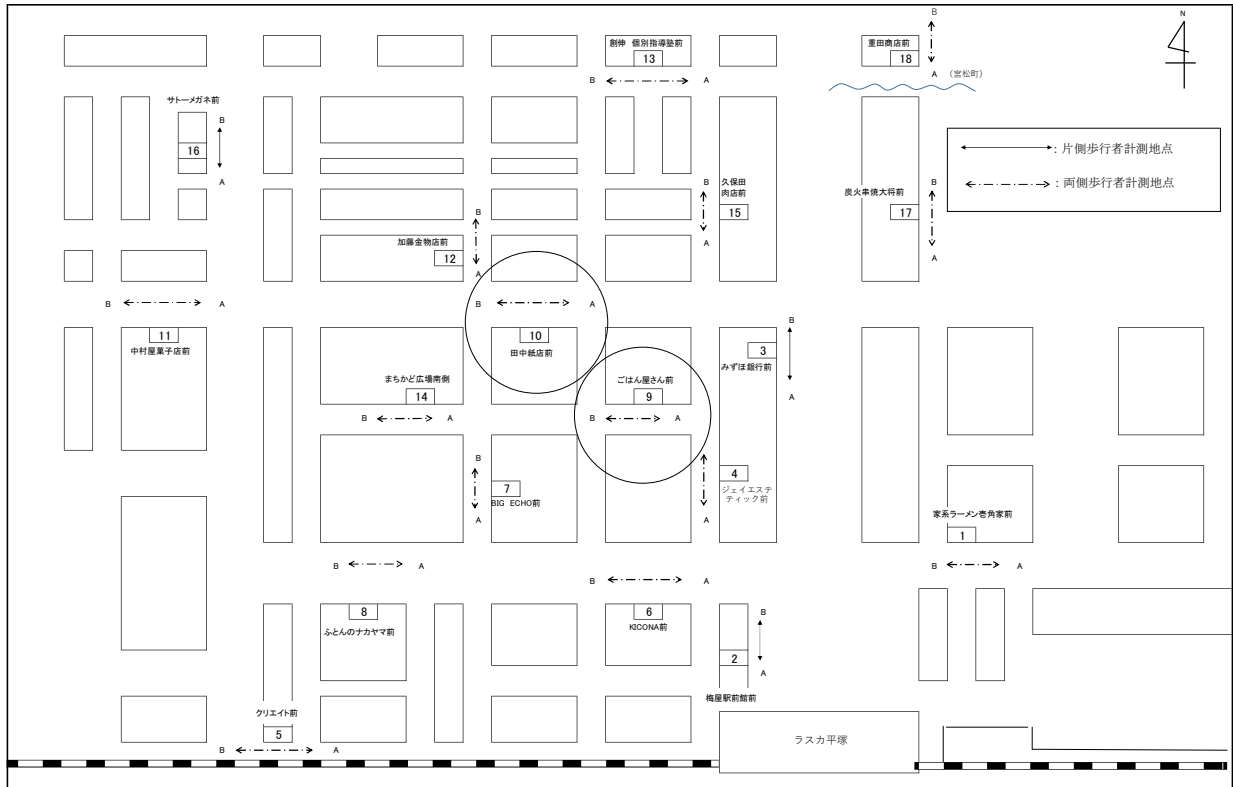 B
N
創伸 個別指導塾前
13
B
A
重田商店前
18
A
(宮松町)
サトーメガネ前
B
16
A
：片側歩行者計測地点
：両側歩行者計測地点
久保田
肉店前
B
15
A
炭火串焼大将前
B
17
A
加藤金物店前
B
12
A
B
A
11
中村屋菓子店前
B
A
10
田中紙店前
B
3
みずほ銀行前
A
まちかど広場南側
14
B
A
ごはん屋さん前
9
B
A
B
7
BIG ECHO前
A
B
4
ジェイエステ
ティック前
A
家系ラーメン壱角家前
1
B
A
B
A
8
ふとんのナカヤマ前
B
A
6
KICONA前
B
2
A
梅屋駅前館前
クリエイト前
5
B
A
ラスカ平塚